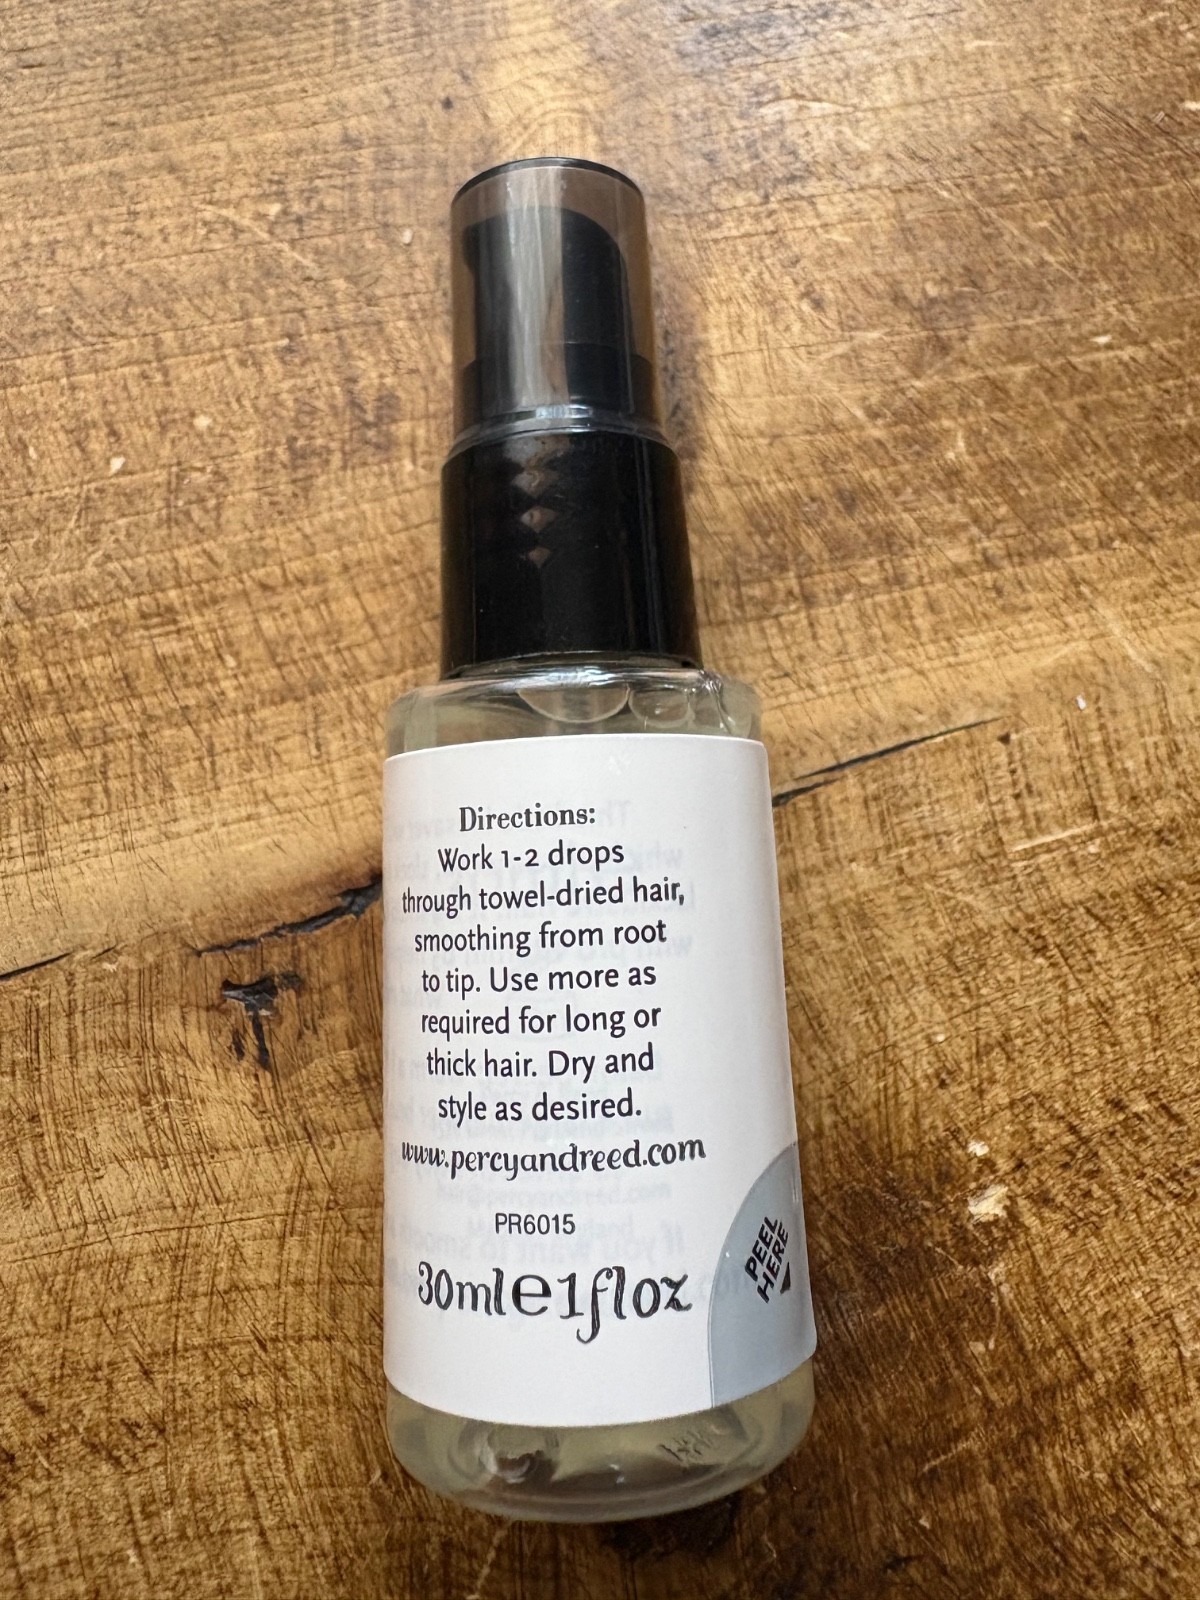 Directions:
Work 1-2 drops
through towel-dried hair,
smoothing from root
to tip. Use more as
required for long or
thick hair. Dry and
style as desired.
www.percyandreed.com
PR6015
30ml e 1floz
PEEL
HERE